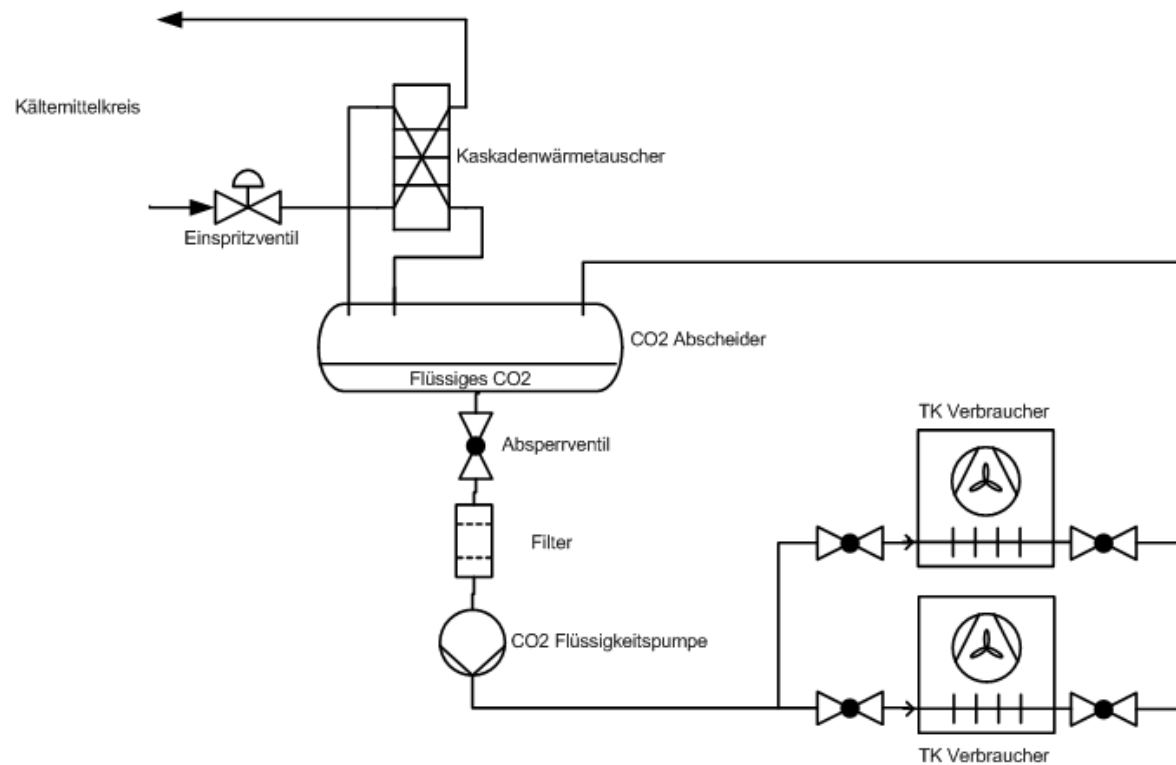 Kältemittelkreis
Kaskadenwärmetauscher
Einspritzventil
CO2 Abscheider
Flüssiges CO2
TK Verbraucher
Absperrventil
Filter
CO2 Flüssigkeitspumpe
TK Verbraucher